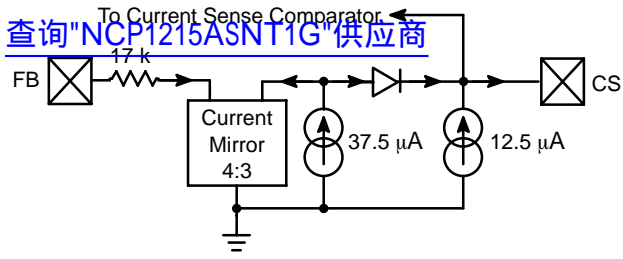 To Current Sense Comparator
查询"NCP1215ASNT1G"供应商
17 k
FB
CS
Current
Mirror
4:3
37.5 μA
12.5 μA